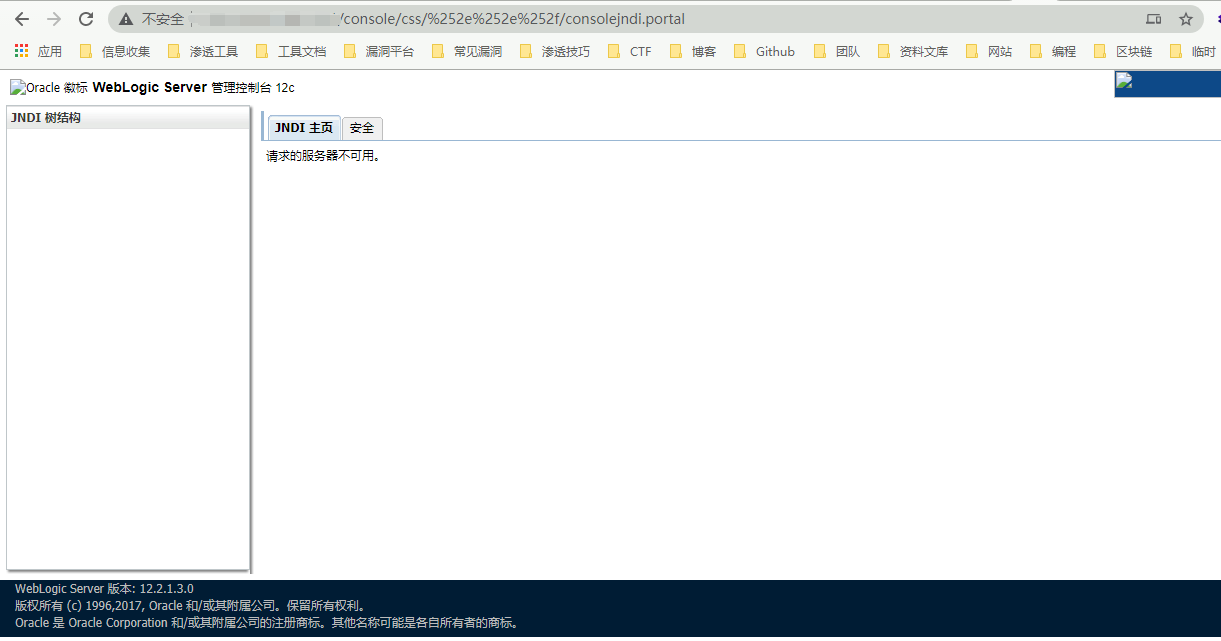 不安全 /console/css/%252e%252e%252f/consolejndi.portal
应用 信息收集 渗透工具 工具文档 漏洞平台 常见漏洞 渗透技巧 CTF 博客 Github 团队 资料文库 网站 编程 区块链 临时
Oracle 徽标 WebLogic Server 管理控制台 12c
JNDI 树结构
JNDI 主页 安全
请求的服务器不可用。
WebLogic Server 版本: 12.2.1.3.0
版权所有 (c) 1996,2017, Oracle 和/或其附属公司。保留所有权利。
Oracle 是 Oracle Corporation 和/或其附属公司的注册商标。其他名称可能是各自所有者的商标。